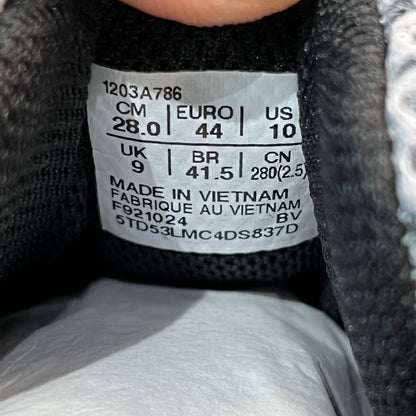 1203A786
CM | EURO | US
28.0 | 44 | 10
UK | BR | CN
9 | 41.5 | 280(2.5)
MADE IN VIETNAM
FABRIQUE AU VIETNAM
F921024 BV
5TD53LMC4DS837D